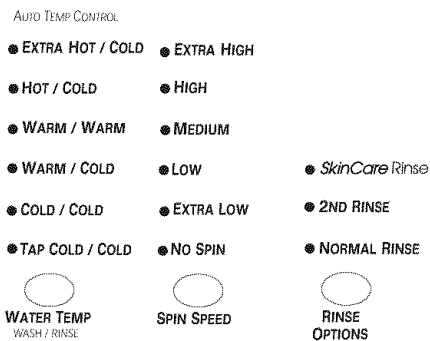 AUTO TEMP CONTROL
EXTRA HOT / COLD
HOT / COLD
WARM / WARM
WARM / COLD
COLD / COLD
TAP COLD / COLD
WATER TEMP
WASH / RINSE
EXTRA HIGH
HIGH
MEDIUM
LOW
EXTRA LOW
NO SPIN
SPIN SPEED
SkinCare Rinse
2ND RINSE
NORMAL RINSE
RINSE
OPTIONS